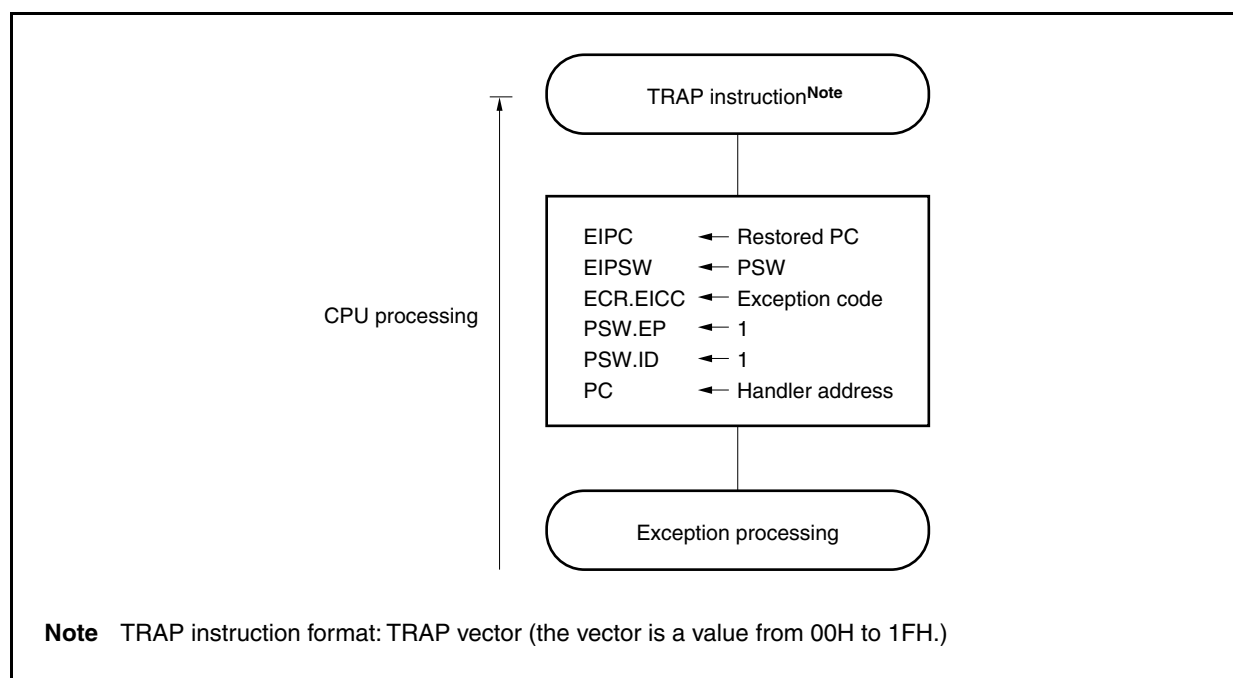 TRAP instructionNote
CPU processing
EIPC ← Restored PC
EIPSW ← PSW
ECR.EICC ← Exception code
PSW.EP ← 1
PSW.ID ← 1
PC ← Handler address
Exception processing
Note TRAP instruction format: TRAP vector (the vector is a value from 00H to 1FH.)